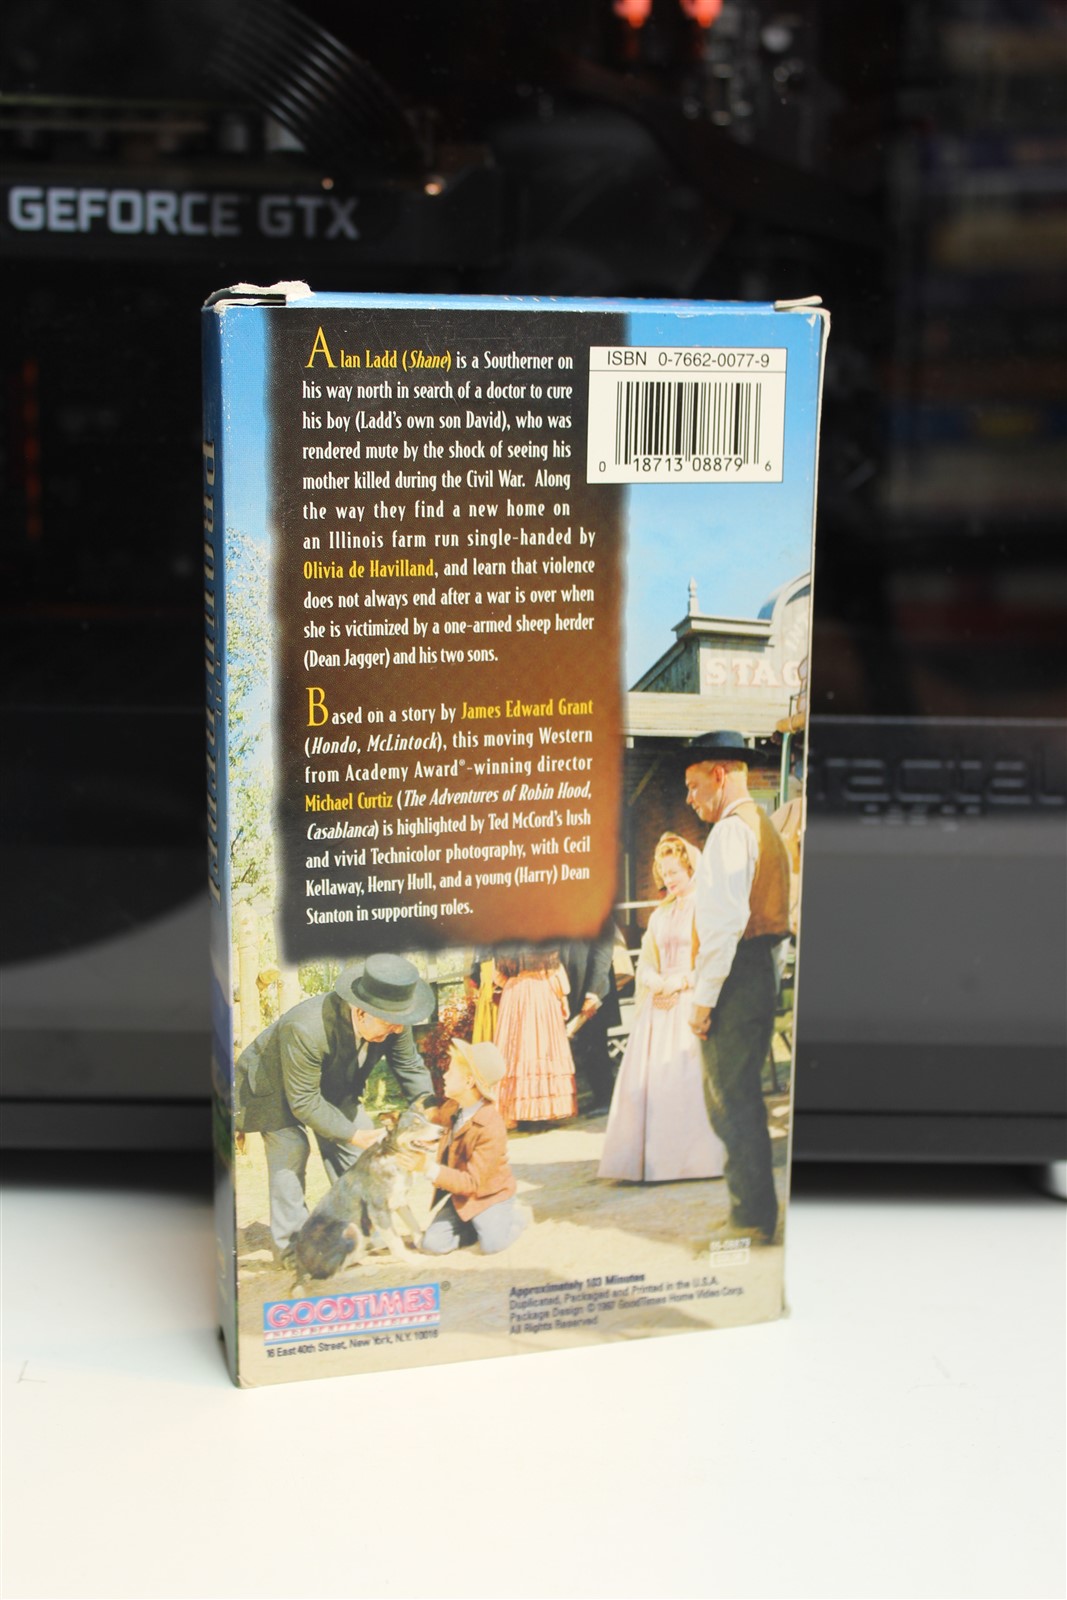 GEFORCE GTX
Alan Ladd (Shane) is a Southerner on
his way north in search of a doctor to cure
his boy (Ladd's own son David), who was
rendered mute by the shock of seeing his
mother killed during the Civil War. Along
the way they find a new home on
an Illinois farm run single-handed by
Olivia de Havilland, and learn that violence
does not always end after a war is over when
she is victimized by a one-armed sheep herder
(Dean Jagger) and his two sons.
Based on a story by James Edward Grant
(Hondo, McLintock), this moving Western
from Academy Award®-winning director
Michael Curtiz (The Adventures of Robin Hood,
Casablanca) is highlighted by Ted McCord's lush
and vivid Technicolor photography, with Cecil
Kellaway, Henry Hull, and a young (Harry) Dean
Stanton in supporting roles.
ISBN 0-7662-0077-9
0 18713 08879 6
STAG
fractal
GOODTIMES®
16 East 40th Street, New York, N.Y. 10016
Approximately 103 Minutes
Duplicated, Packaged and Printed in the U.S.A.
Package Design © 1997 GoodTimes Home Video Corp.
All Rights Reserved